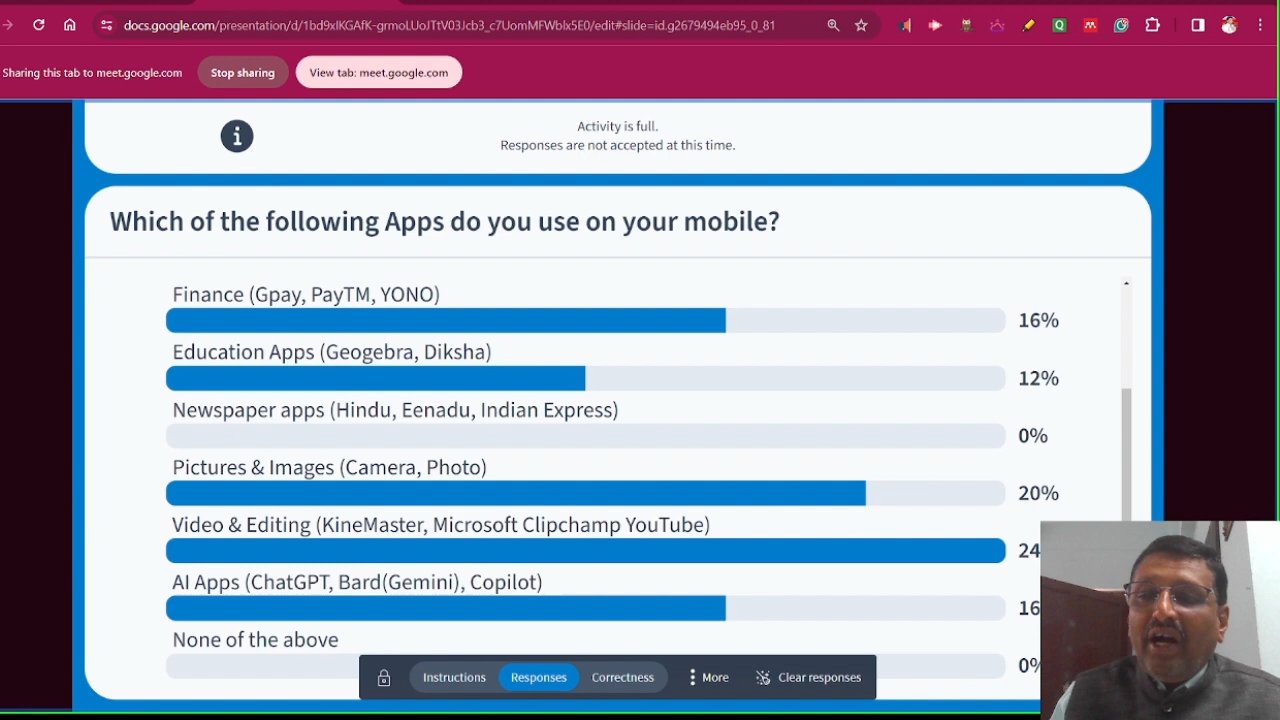 docs.google.com/presentation/d/1bd9xlKGAfK-grmoLUoJTtV03Jcb3_c7UomMFWblx5E0/edit#slide=id.g2679494eb95_0_81
Sharing this tab to meet.google.com
Stop sharing
View tab: meet.google.com
Activity is full.
Responses are not accepted at this time.
Which of the following Apps do you use on your mobile?
Finance (Gpay, PayTM, YONO)
16%
Education Apps (Geogebra, Diksha)
12%
Newspaper apps (Hindu, Eenadu, Indian Express)
0%
Pictures & Images (Camera, Photo)
20%
Video & Editing (KineMaster, Microsoft Clipchamp YouTube)
24
AI Apps (ChatGPT, Bard(Gemini), Copilot)
16
None of the above
0%
Instructions
Responses
Correctness
More
Clear responses